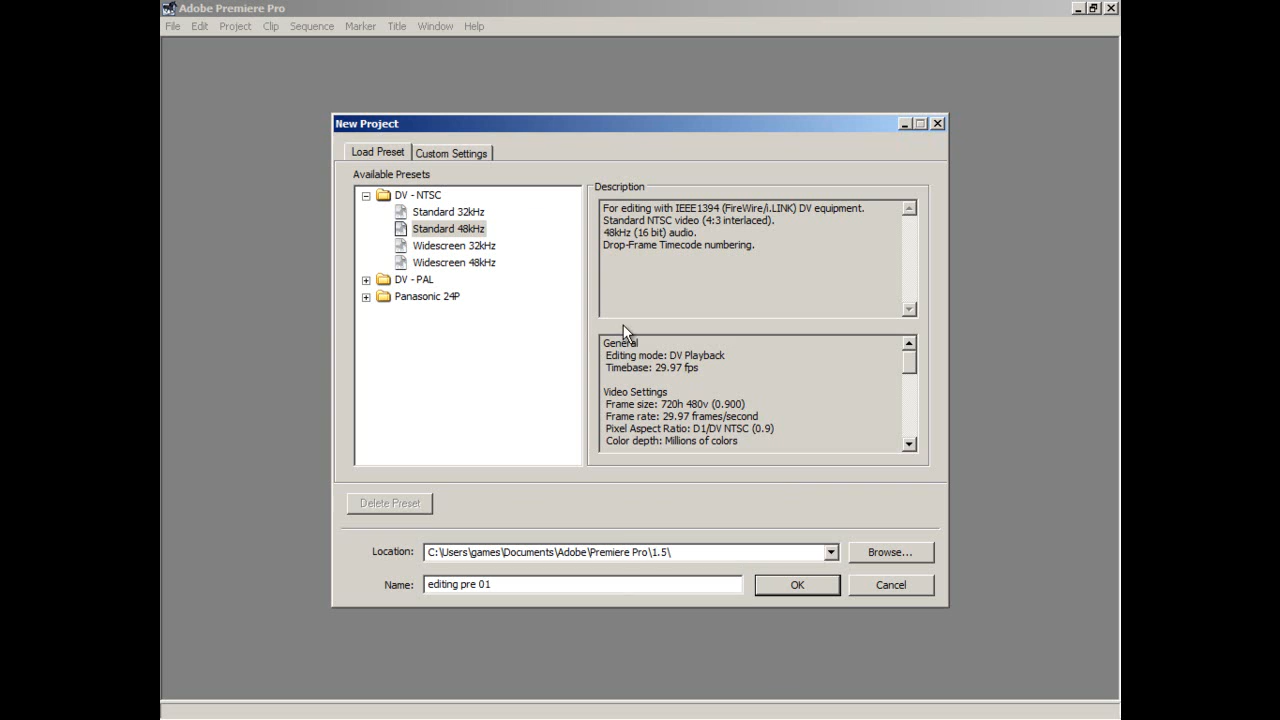 Adobe Premiere Pro
File Edit Project Clip Sequence Marker Title Window Help
New Project
Load Preset Custom Settings
Available Presets
DV - NTSC
Standard 32kHz
Standard 48kHz
Widescreen 32kHz
Widescreen 48kHz
DV - PAL
Panasonic 24P
Description
For editing with IEEE1394 (FireWire/i.LINK) DV equipment.
Standard NTSC video (4:3 interlaced).
48kHz (16 bit) audio.
Drop-Frame Timecode numbering.
General
Editing mode: DV Playback
Timebase: 29.97 fps
Video Settings
Frame size: 720h 480v (0.900)
Frame rate: 29.97 frames/second
Pixel Aspect Ratio: D1/DV NTSC (0.9)
Color depth: Millions of colors
Delete Preset
Location: C:\Users\games\Documents\Adobe\Premiere Pro\1.5\ Browse...
Name: editing pre 01 OK Cancel